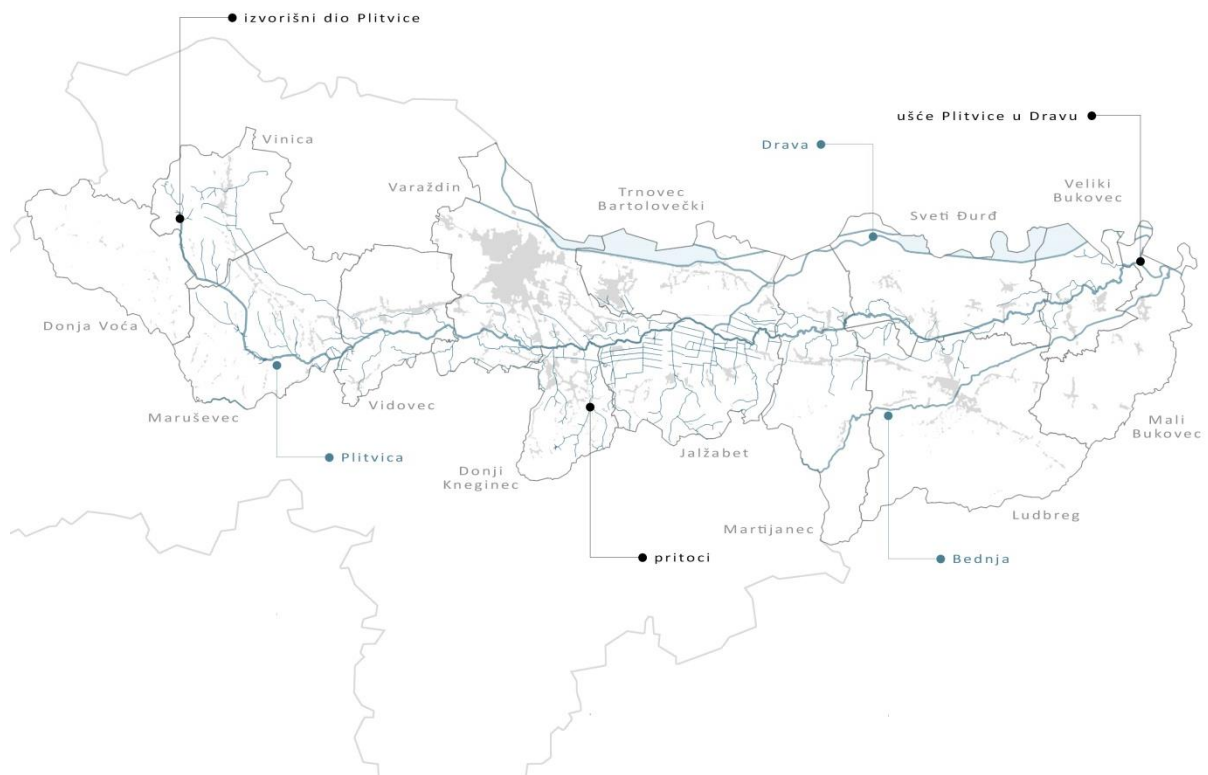 izvorišni dio Plitvice
ušće Plitvice u Dravu
Vinica
Drava
Varaždin
Trnovec
Bartolovečki
Veliki
Bukovec
Sveti Đurđ
Donja Voća
Maruševec
Vidovec
Plitvica
Donji
Kneginec
Jalžabet
Mali
Bukovec
Ludbreg
Martijanec
pritoci
Bednja